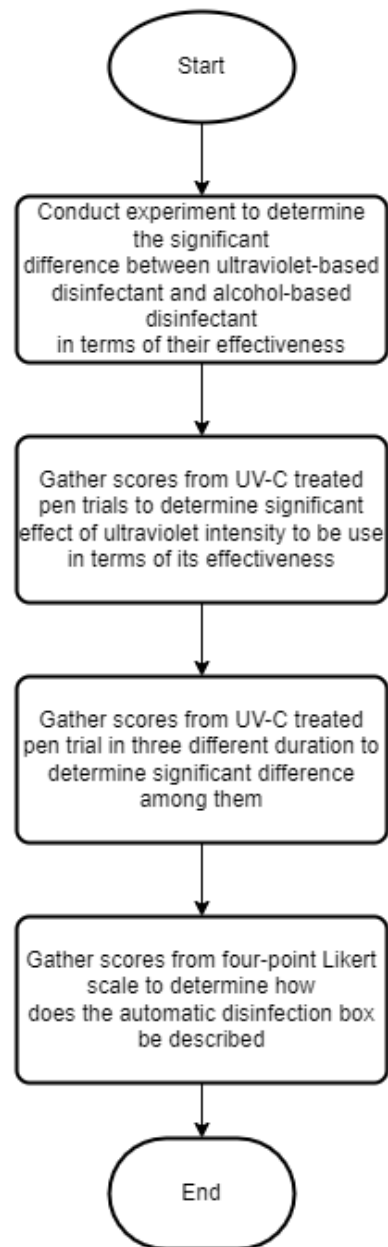 Start
Conduct experiment to determine
the significant
difference between ultraviolet-based
disinfectant and alcohol-based
disinfectant
in terms of their effectiveness
Gather scores from UV-C treated
pen trials to determine significant
effect of ultraviolet intensity to be use
in terms of its effectiveness
Gather scores from UV-C treated
pen trial in three different duration to
determine significant difference
among them
Gather scores from four-point Likert
scale to determine how
does the automatic disinfection box
be described
End